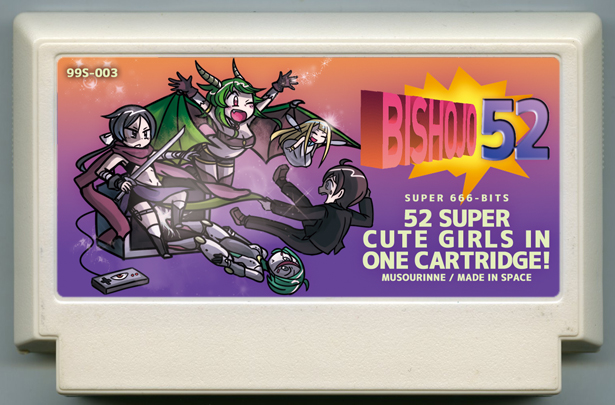 99S-003
BISHOJO 52
SUPER 666-BITS
52 SUPER
CUTE GIRLS IN
ONE CARTRIDGE!
MUSOURINNE / MADE IN SPACE